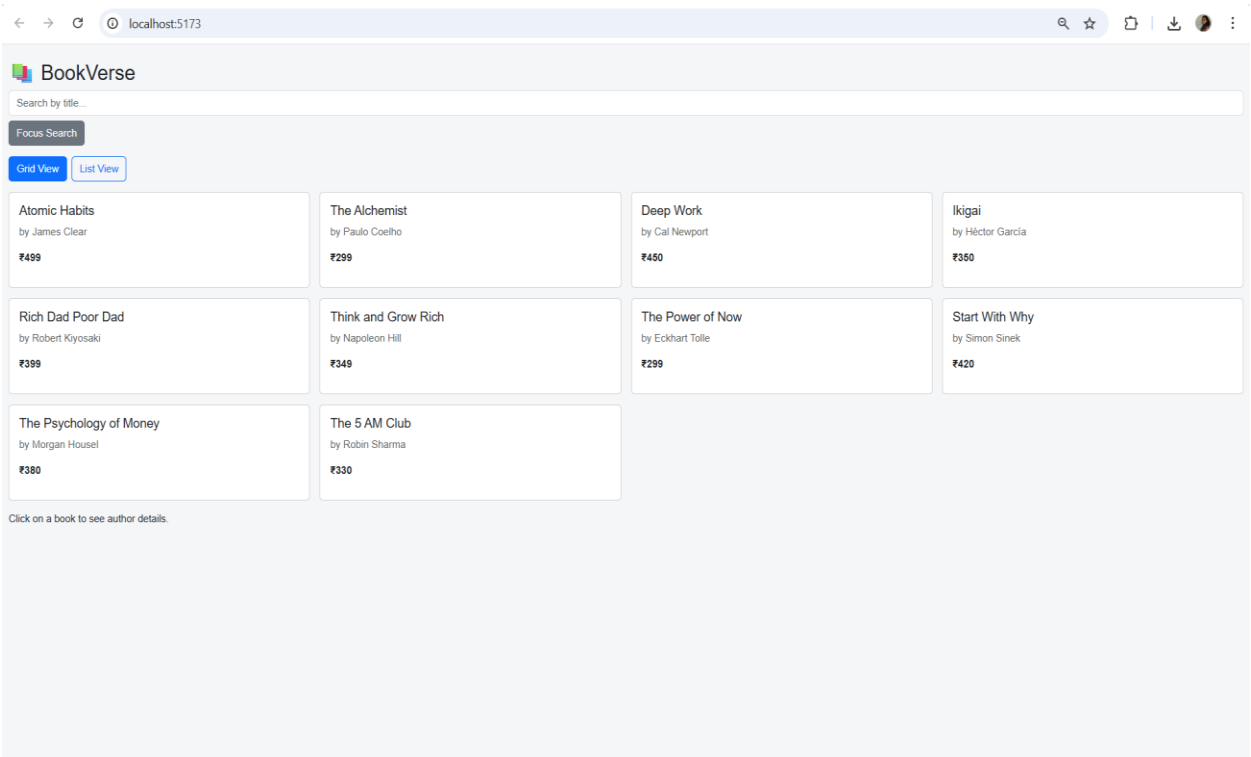 localhost:5173
BookVerse
Search by title...
Focus Search
Grid View
List View
Atomic Habits
by James Clear
₹499
The Alchemist
by Paulo Coelho
₹299
Deep Work
by Cal Newport
₹450
Ikigai
by Héctor García
₹350
Rich Dad Poor Dad
by Robert Kiyosaki
₹399
Think and Grow Rich
by Napoleon Hill
₹349
The Power of Now
by Eckhart Tolle
₹299
Start With Why
by Simon Sinek
₹420
The Psychology of Money
by Morgan Housel
₹380
The 5 AM Club
by Robin Sharma
₹330
Click on a book to see author details.